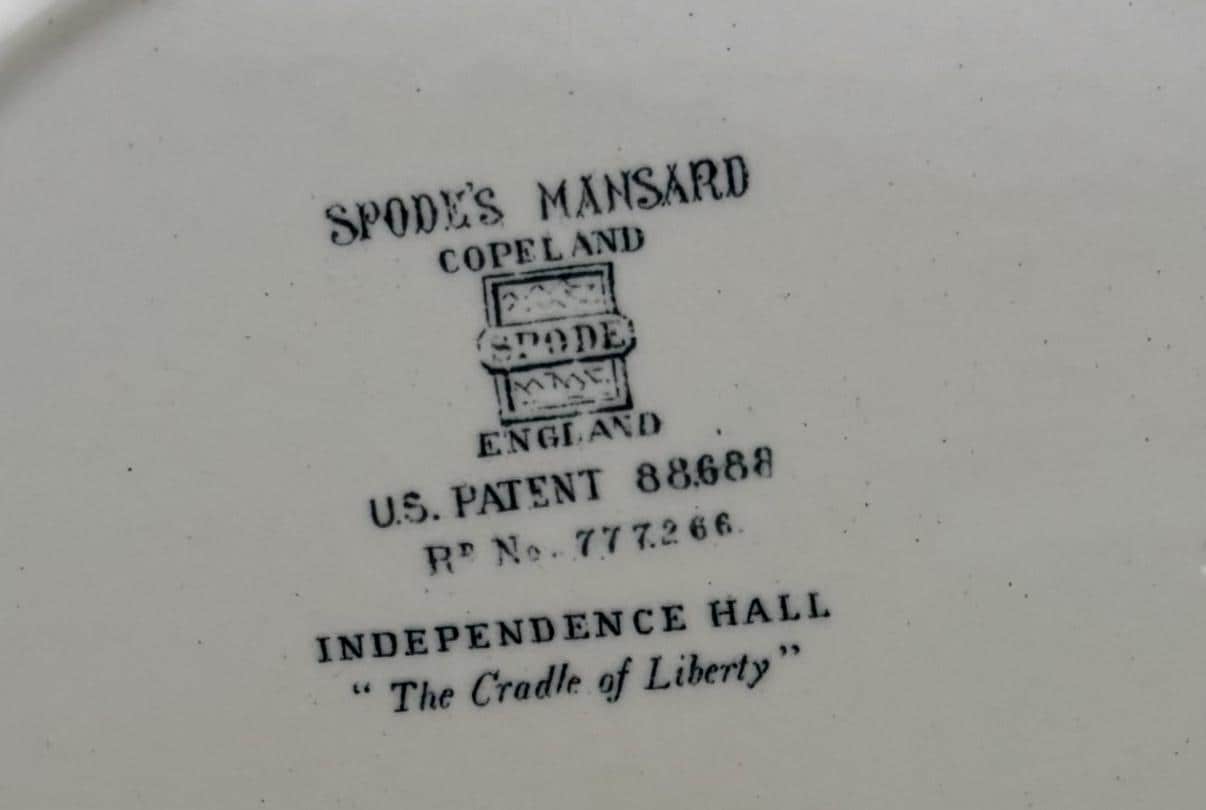 SPODE'S MANSARD
COPELAND
SPODE
ENGLAND
U.S. PATENT 88688
RD No. 777266.
INDEPENDENCE HALL
"The Cradle of Liberty"